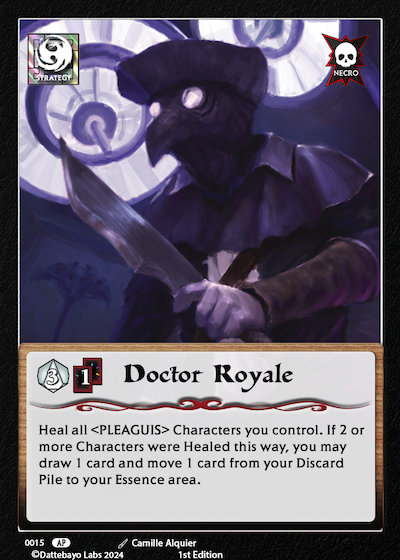 STRATEGY
NECRO
3 1 Doctor Royale
Heal all <PLEAGUIS> Characters you control. If 2 or
more Characters were Healed this way, you may
draw 1 card and move 1 card from your Discard
Pile to your Essence area.
0015 AP Camille Alquier
©Dattebayo Labs 2024 1st Edition